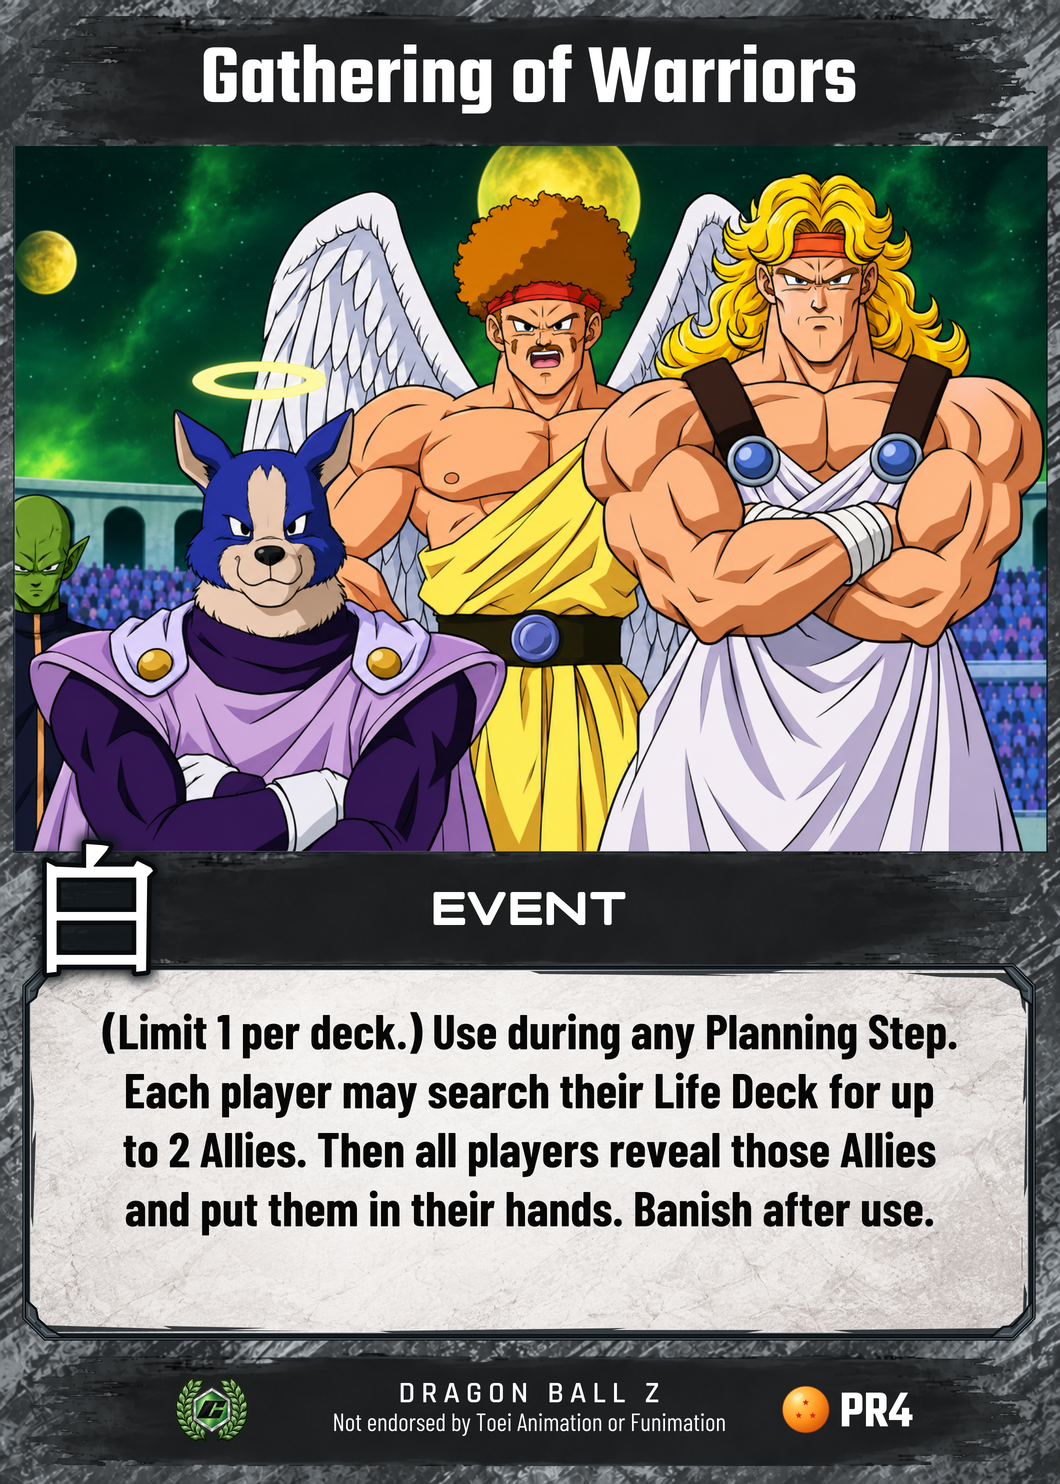 Gathering of Warriors
白
EVENT
(Limit 1 per deck.) Use during any Planning Step.
Each player may search their Life Deck for up
to 2 Allies. Then all players reveal those Allies
and put them in their hands. Banish after use.
DRAGON BALL Z
Not endorsed by Toei Animation or Funimation
PR4